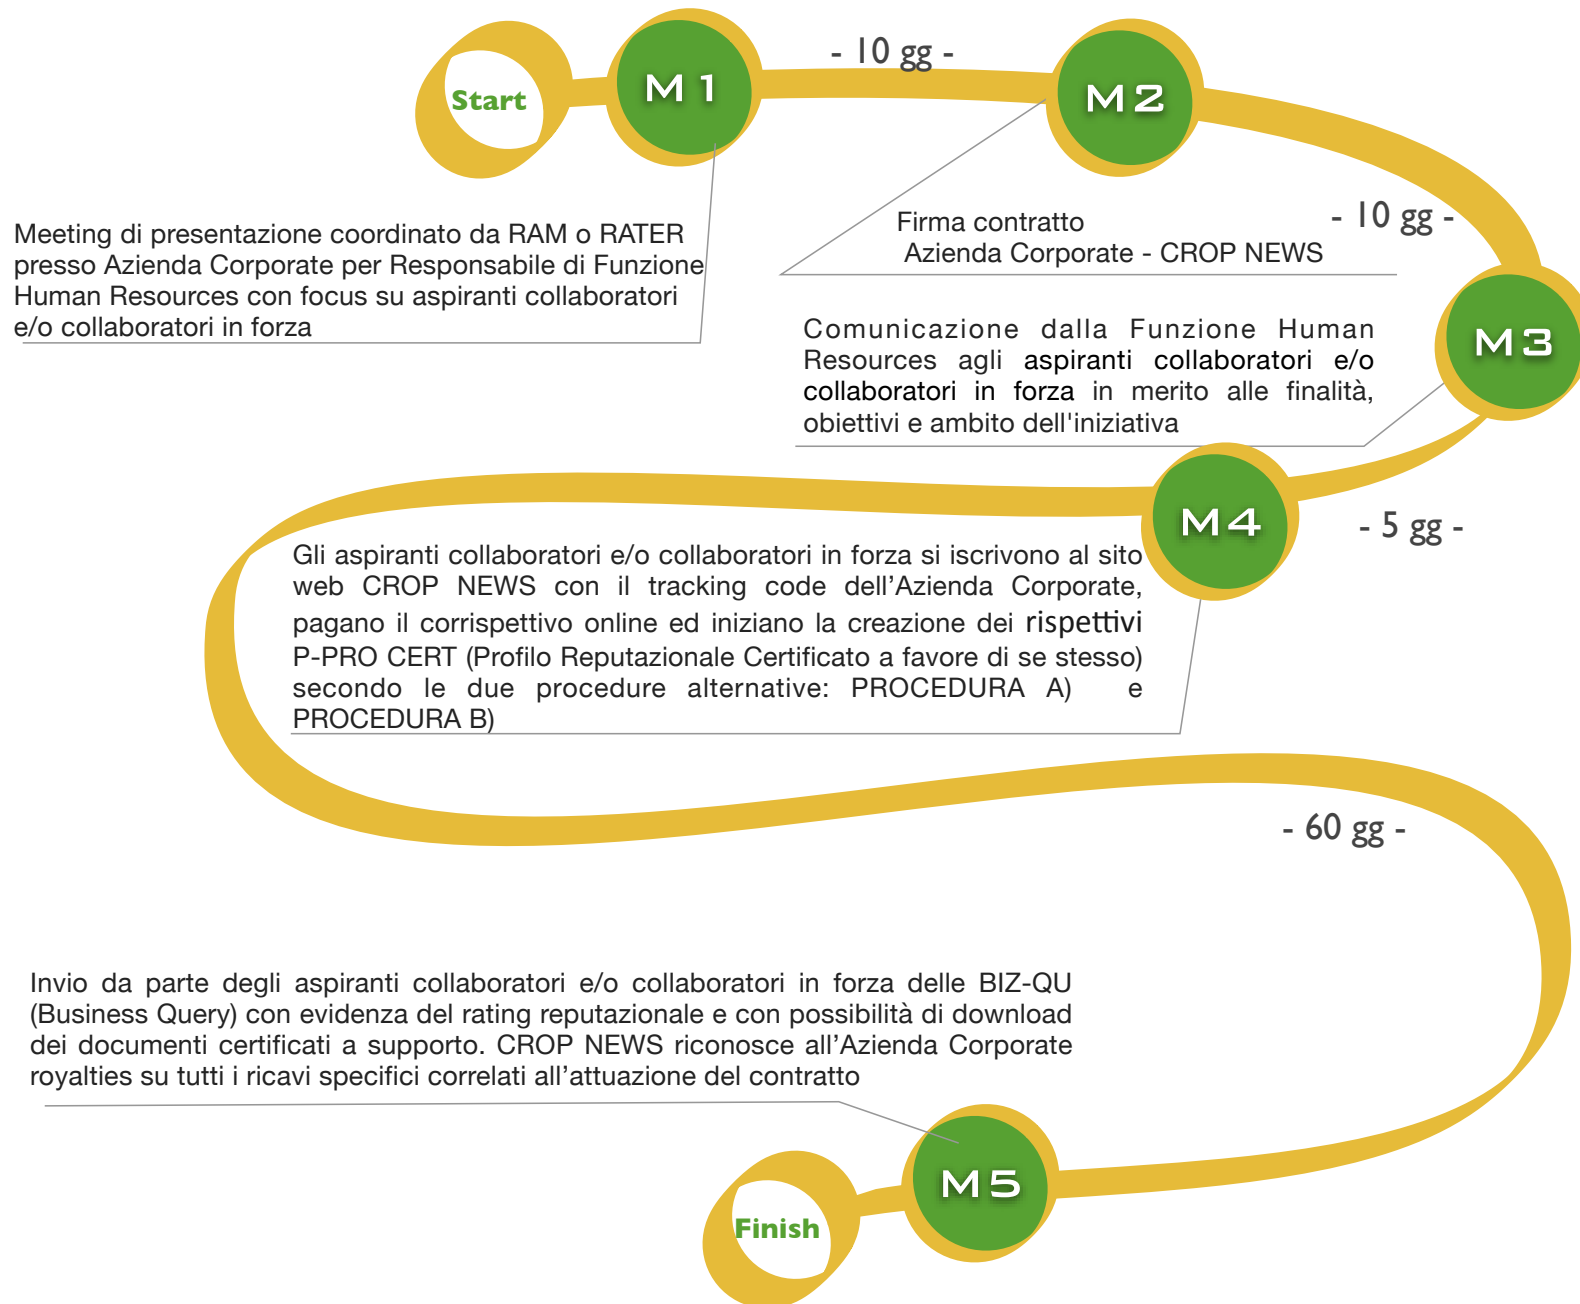 Start
M1
- 10 gg -
M2
Meeting di presentazione coordinato da RAM o RATER
presso Azienda Corporate per Responsabile di Funzione
Human Resources con focus su aspiranti collaboratori
e/o collaboratori in forza
Firma contratto
Azienda Corporate - CROP NEWS
- 10 gg -
M3
Comunicazione dalla Funzione Human
Resources agli aspiranti collaboratori e/o
collaboratori in forza in merito alle finalità,
obiettivi e ambito dell'iniziativa
M4
- 5 gg -
Gli aspiranti collaboratori e/o collaboratori in forza si iscrivono al sito
web CROP NEWS con il tracking code dell’Azienda Corporate,
pagano il corrispettivo online ed iniziano la creazione dei rispettivi
P-PRO CERT (Profilo Reputazionale Certificato a favore di se stesso)
secondo le due procedure alternative: PROCEDURA A) e
PROCEDURA B)
- 60 gg -
Invio da parte degli aspiranti collaboratori e/o collaboratori in forza delle BIZ-QU
(Business Query) con evidenza del rating reputazionale e con possibilità di download
dei documenti certificati a supporto. CROP NEWS riconosce all’Azienda Corporate
royalties su tutti i ricavi specifici correlati all’attuazione del contratto
M5
Finish